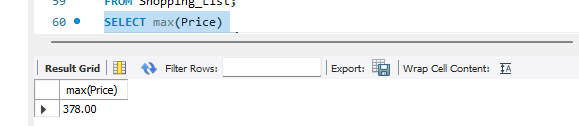 59
FROM Shopping_List;
60
SELECT max(Price)
Result Grid
Filter Rows:
Export:
Wrap Cell Content:
max(Price)
378.00